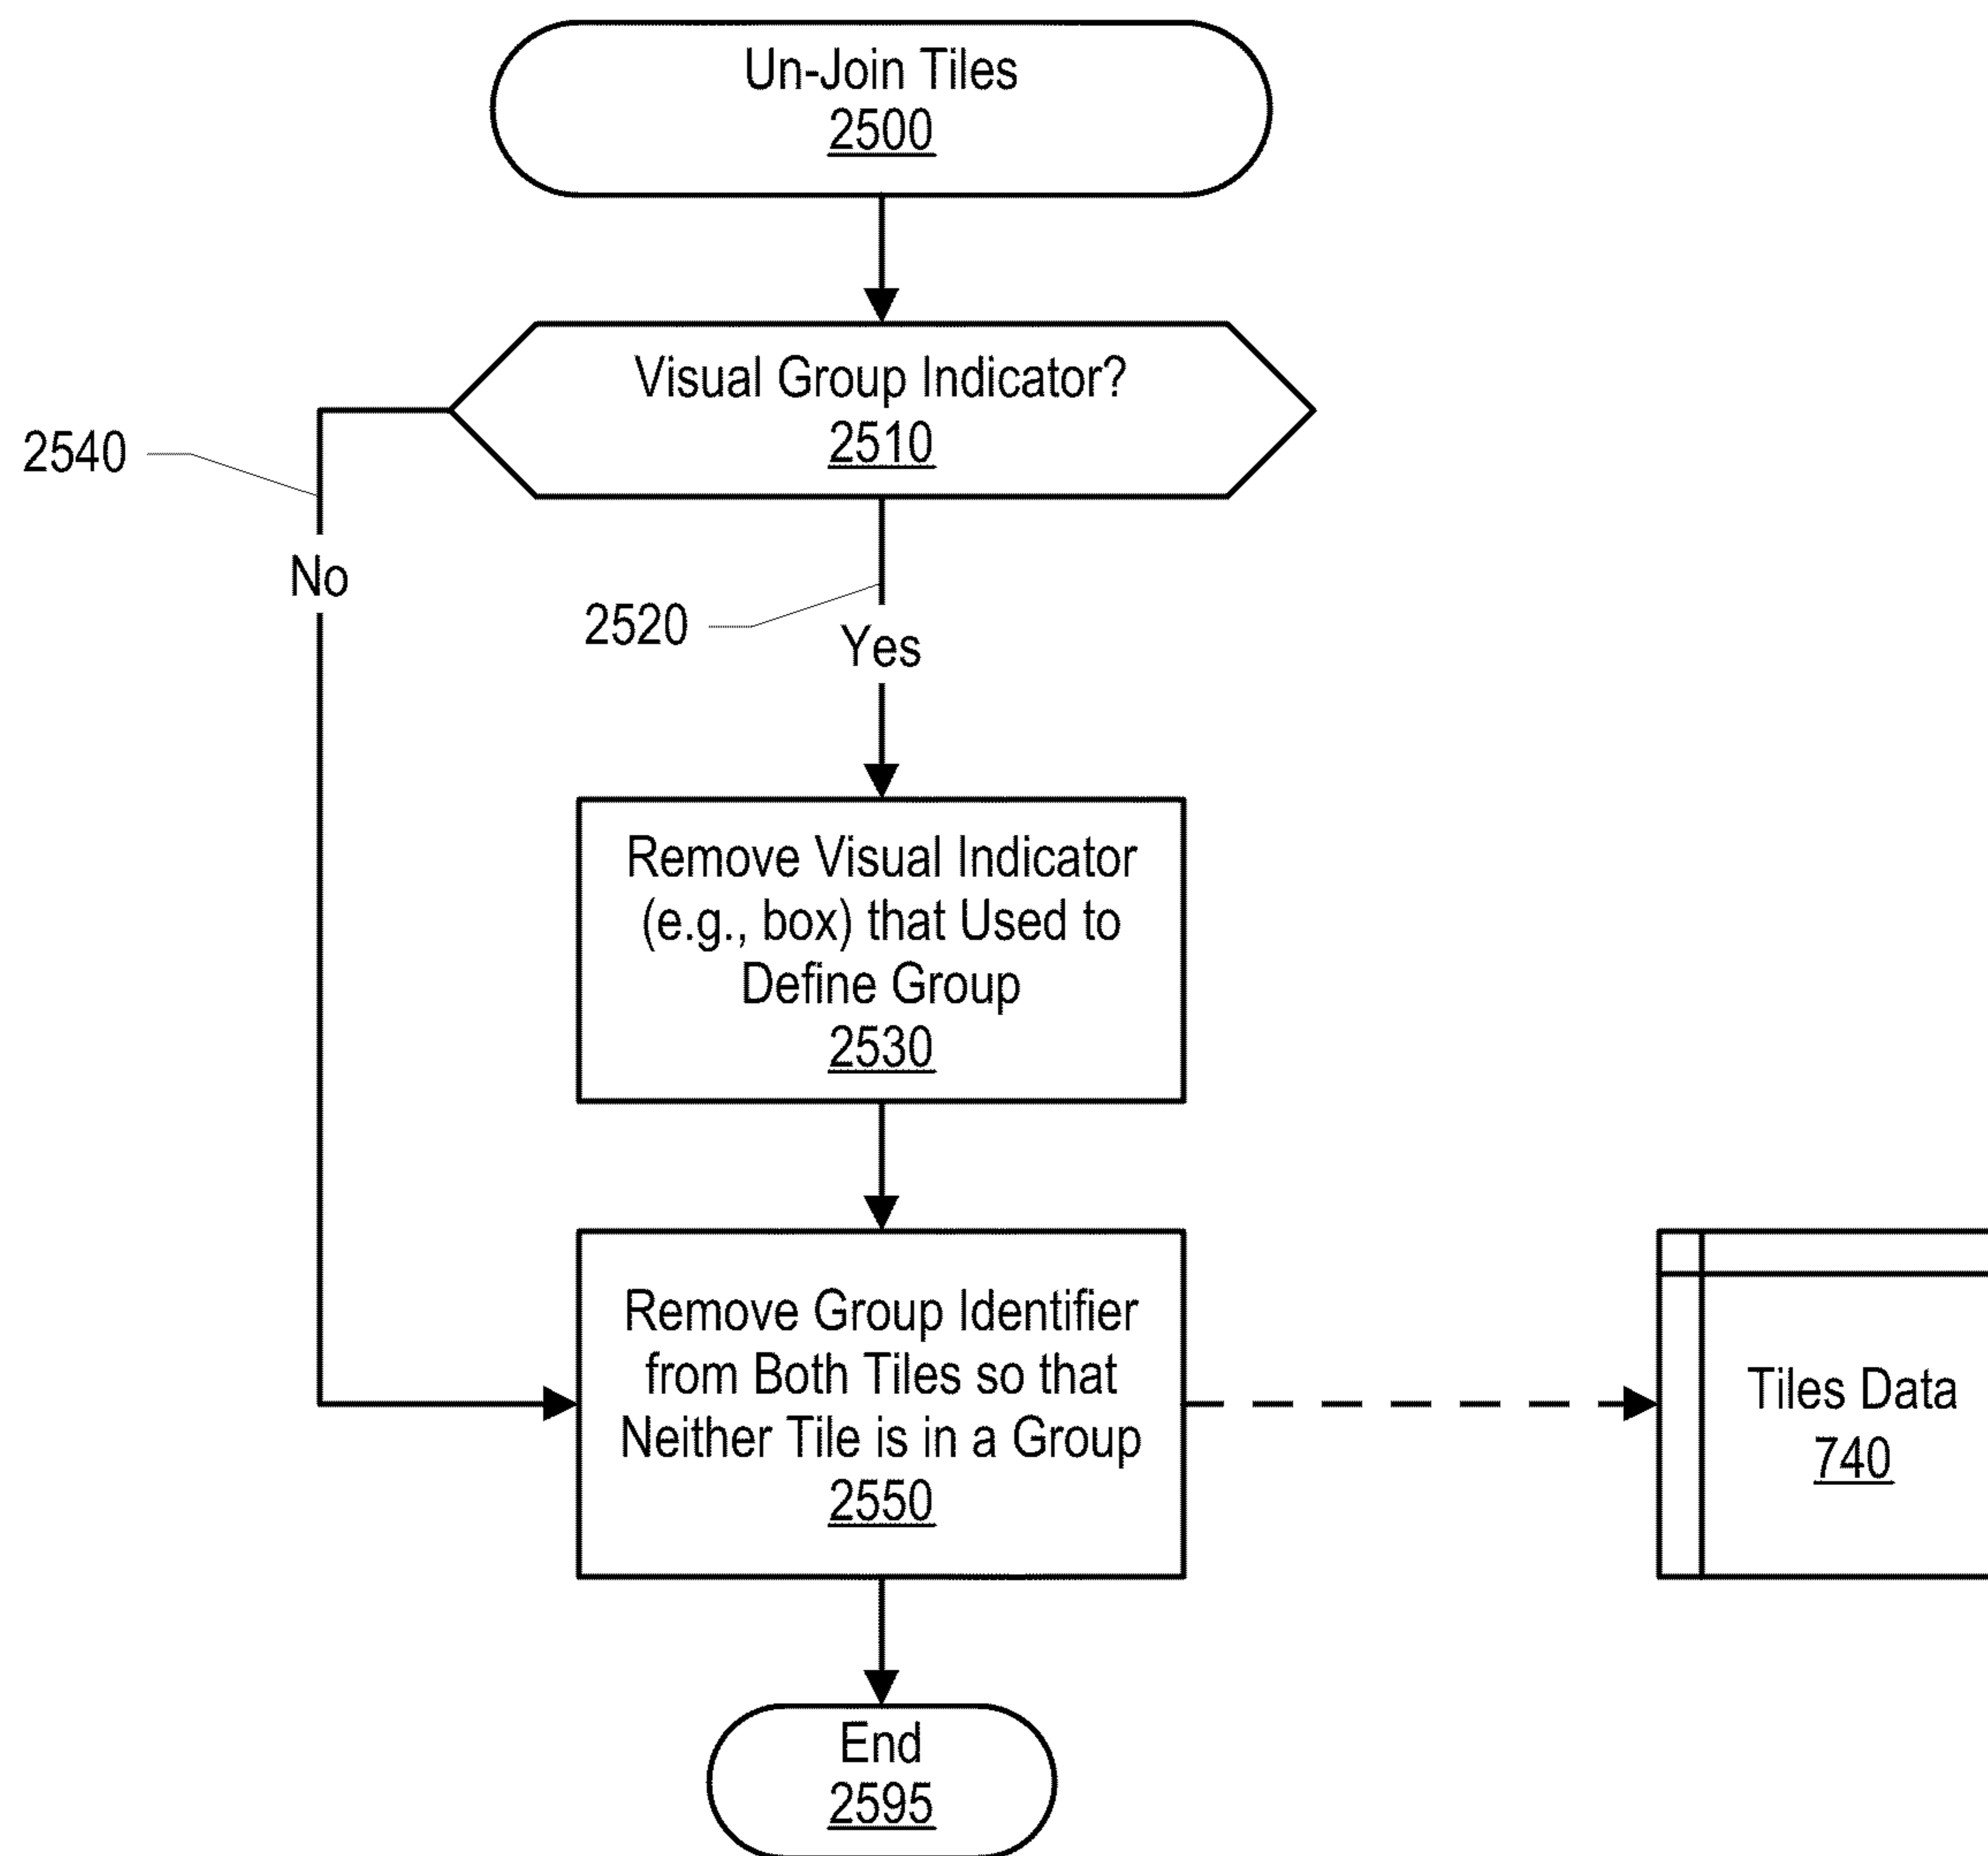 Un-Join Tiles
2500
Visual Group Indicator?
2510
2540
No
2520
Yes
Remove Visual Indicator
(e.g., box) that Used to
Define Group
2530
Remove Group Identifier
from Both Tiles so that
Neither Tile is in a Group
2550
Tiles Data
740
End
2595